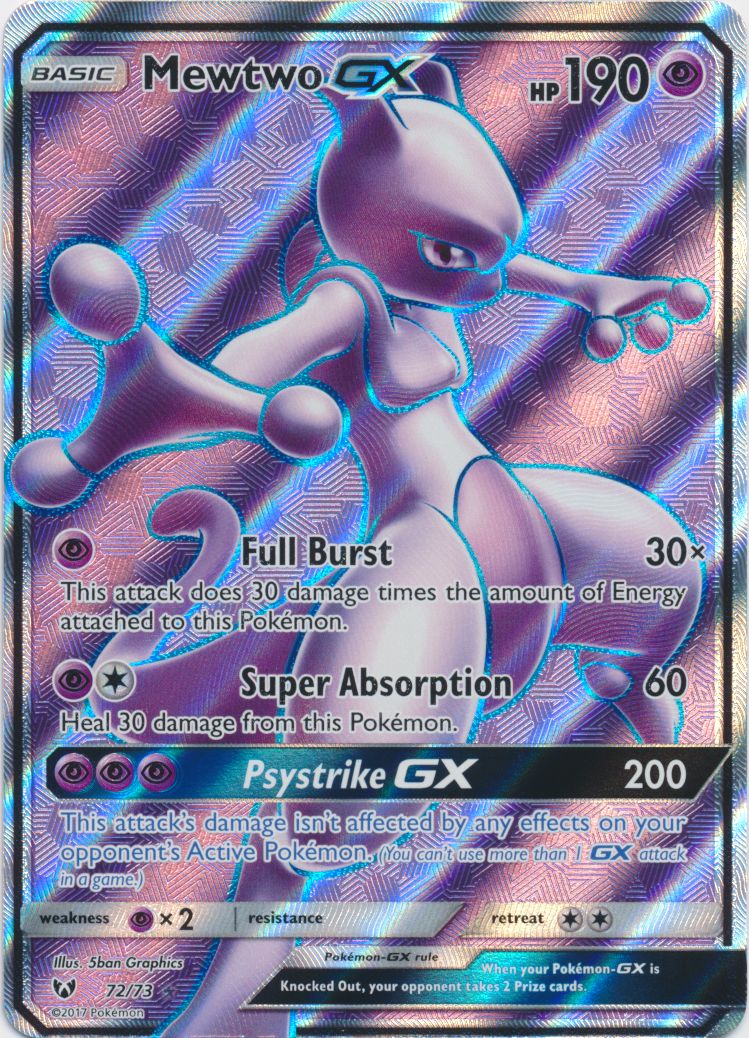 BASIC Mewtwo GX HP 190
Full Burst 30×
This attack does 30 damage times the amount of Energy
attached to this Pokémon.
Super Absorption 60
Heal 30 damage from this Pokémon.
Psystrike GX 200
This attack's damage isn't affected by any effects on your
opponent's Active Pokémon. (You can't use more than 1 GX attack
in a game.)
weakness × 2 resistance retreat
Illus. 5ban Graphics
Pokémon-GX rule
When your Pokémon-GX is
Knocked Out, your opponent takes 2 Prize cards.
72/73
©2017 Pokémon